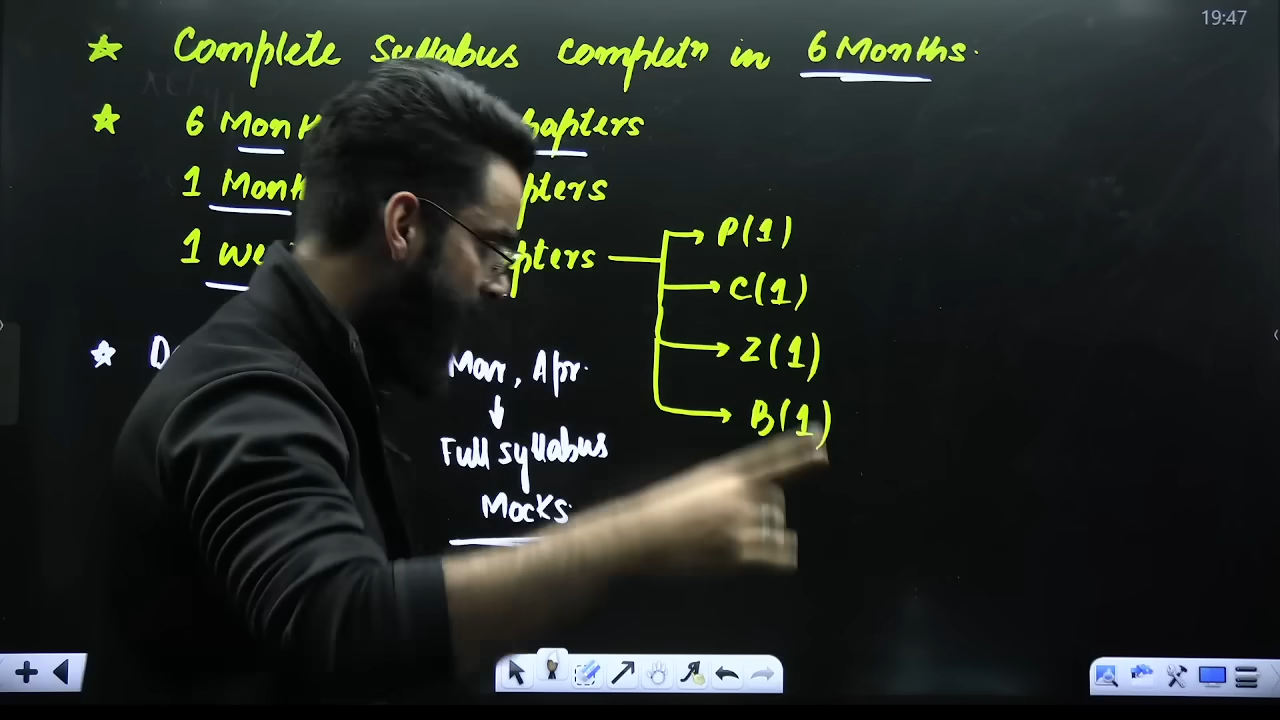 19:47
★ Complete Syllabus completn in 6 Months.
★ 6 Mon hapters
1 Mon pters
1 we pters
P(1)
C(1)
Z(1)
B(1)
★ D Mar, Apr.
Full syllabus
Mocks.